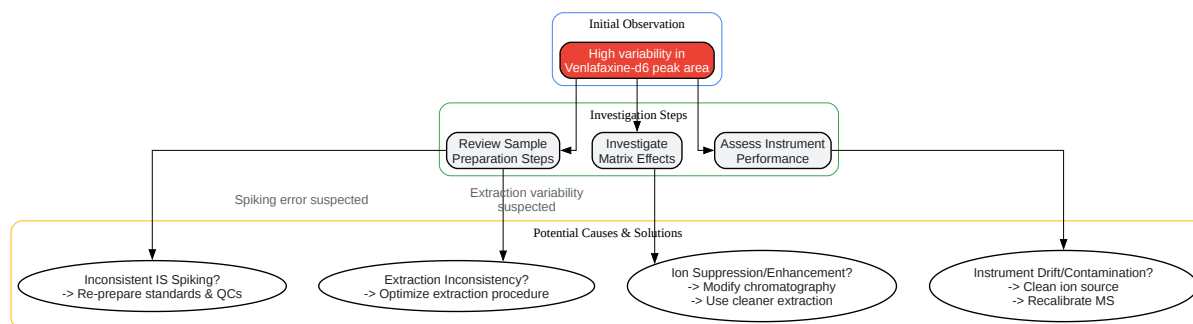 Initial Observation
High variability in
Venlafaxine-d6 peak area
Investigation Steps
Review Sample
Preparation Steps
Investigate
Matrix Effects
Assess Instrument
Performance
Spiking error suspected
Extraction variability
suspected
Potential Causes & Solutions
Inconsistent IS Spiking?
-> Re-prepare standards & QCs
Extraction Inconsistency?
-> Optimize extraction procedure
Ion Suppression/Enhancement?
-> Modify chromatography
-> Use cleaner extraction
Instrument Drift/Contamination?
-> Clean ion source
-> Recalibrate MS